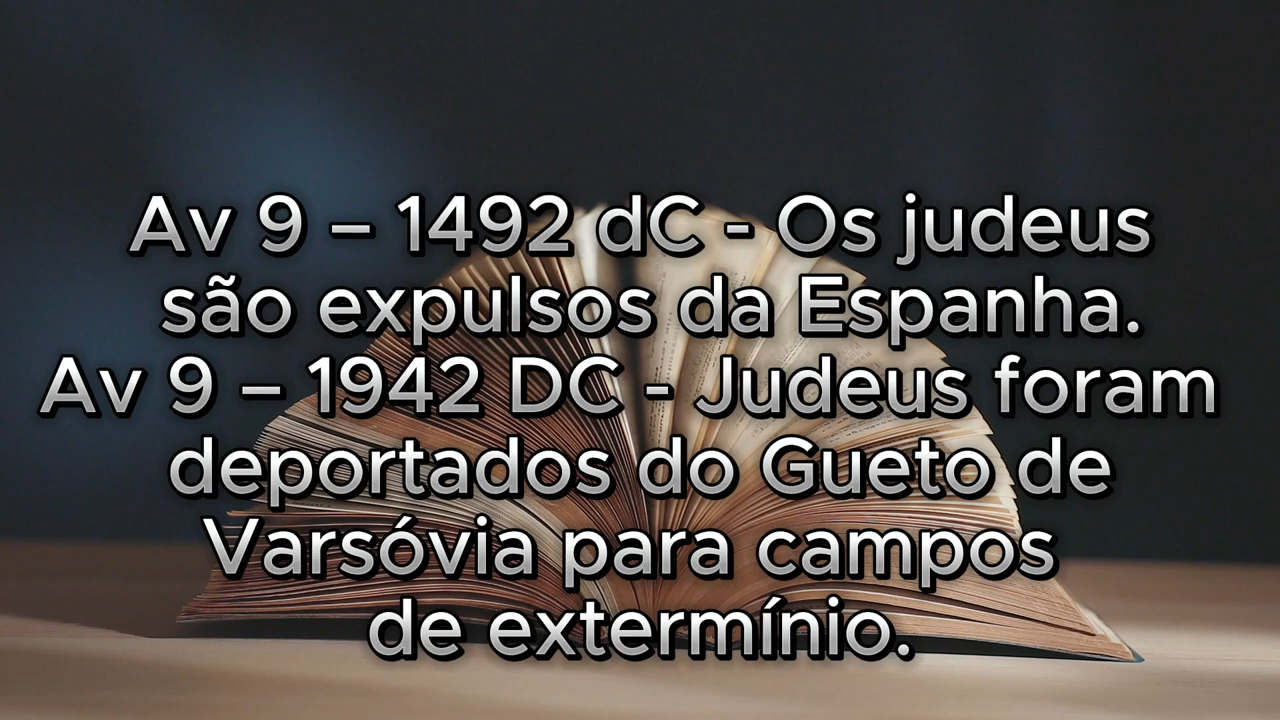 Av 9 – 1492 dC - Os judeus
são expulsos da Espanha.
Av 9 – 1942 DC - Judeus foram
deportados do Gueto de
Varsóvia para campos
de extermínio.